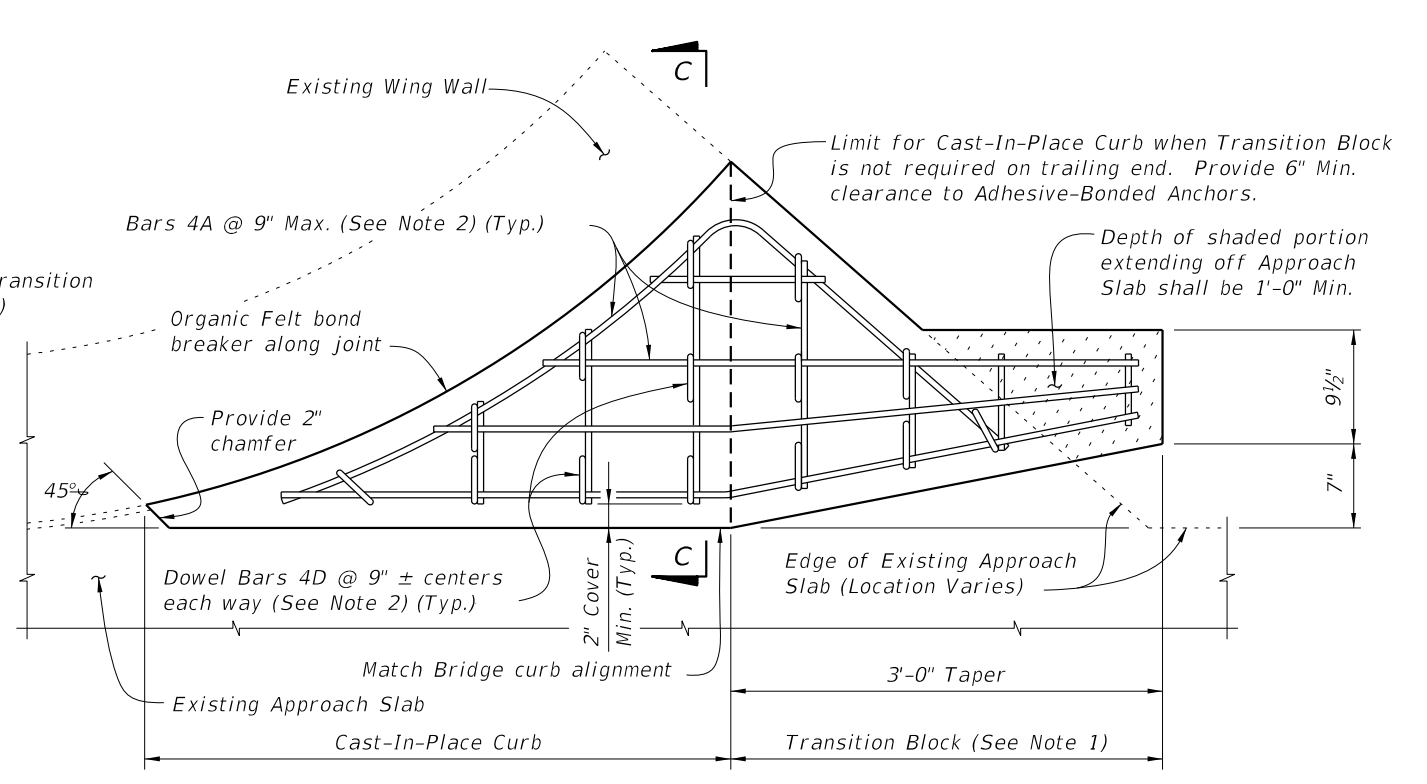 C
Existing Wing Wall
Limit for Cast-In-Place Curb when Transition Block
is not required on trailing end. Provide 6" Min.
clearance to Adhesive-Bonded Anchors.
Bars 4A @ 9" Max. (See Note 2) (Typ.)
Depth of shaded portion
extending off Approach
Slab shall be 1'-0" Min.
ransition
)
Organic Felt bond
breaker along joint
9½"
Provide 2"
chamfer
45°
7"
C
Edge of Existing Approach
Slab (Location Varies)
Dowel Bars 4D @ 9" ± centers
each way (See Note 2) (Typ.)
2" Cover
Min. (Typ.)
Match Bridge curb alignment
3'-0" Taper
Existing Approach Slab
Cast-In-Place Curb
Transition Block (See Note 1)